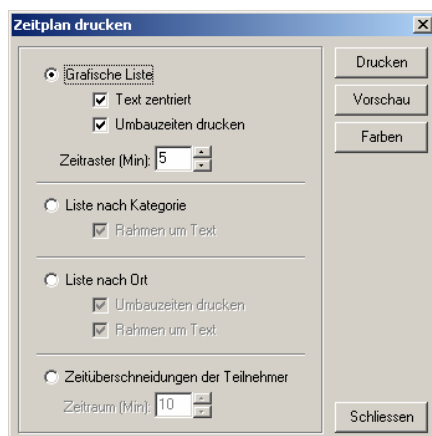 Zeitplan drucken
Grafische Liste
Text zentriert
Umbauzeiten drucken
Zeitraster (Min): 5
Liste nach Kategorie
Rahmen um Text
Liste nach Ort
Umbauzeiten drucken
Rahmen um Text
Zeitüberschneidungen der Teilnehmer
Zeitraum (Min): 10
Drucken
Vorschau
Farben
Schliessen